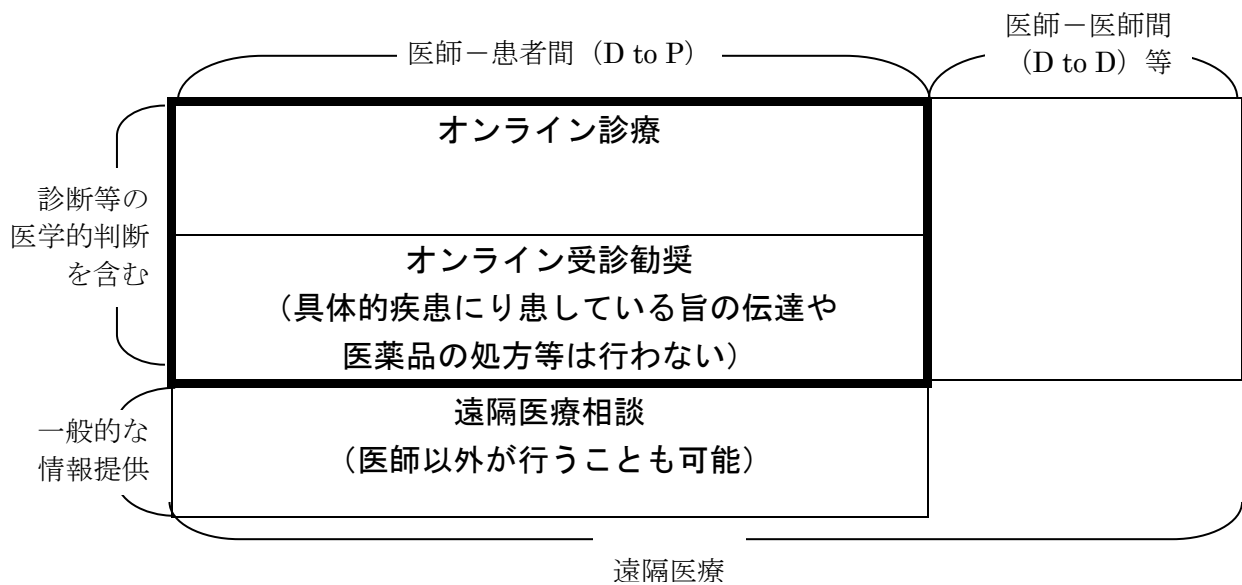 医師－患者間（D to P）
医師－医師間
（D to D）等
オンライン診療
診断等の
医学的判断
を含む
オンライン受診勧奨
（具体的疾患にり患している旨の伝達や
医薬品の処方等は行わない）
一般的な
情報提供
遠隔医療相談
（医師以外が行うことも可能）
遠隔医療